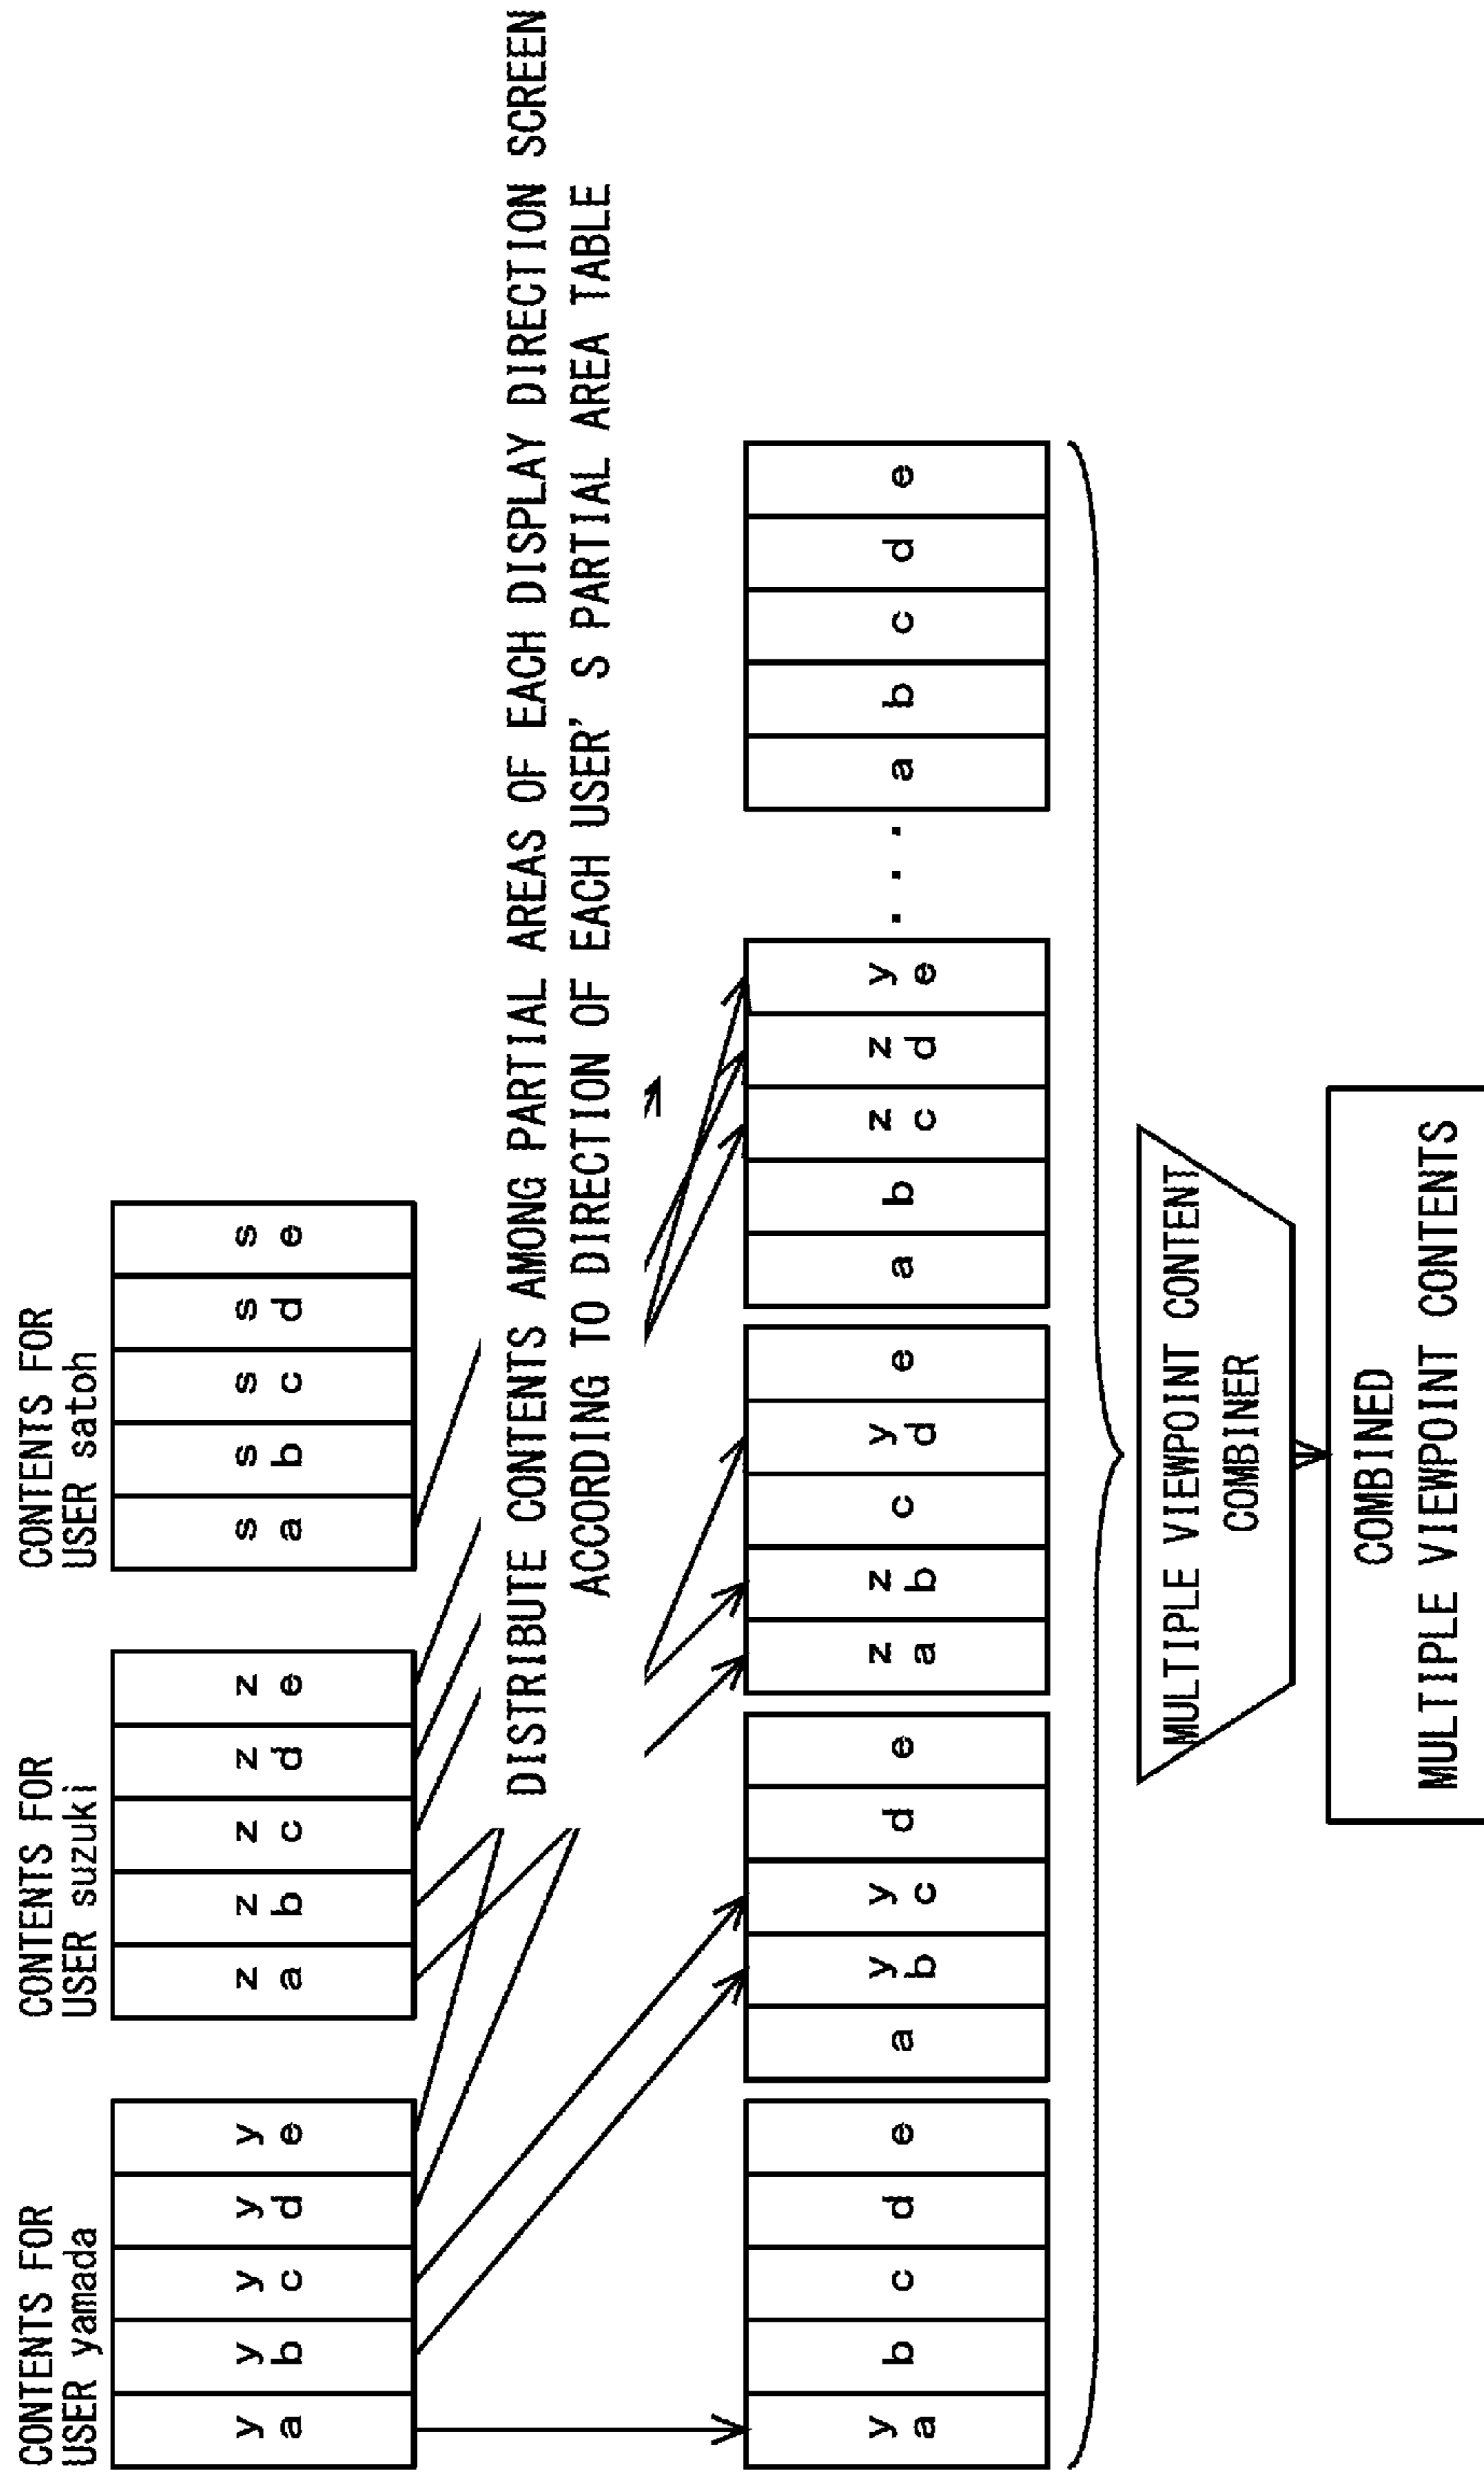 CONTENTS FOR
USER yamada
y y y y y
a b c d e
CONTENTS FOR
USER suzuki
z z z z z
a b c d e
CONTENTS FOR
USER satoh
s s s s s
a b c d e
DISTRIBUTE CONTENTS AMONG PARTIAL AREAS OF EACH DISPLAY DIRECTION SCREEN
ACCORDING TO DIRECTION OF EACH USER' S PARTIAL AREA TABLE
y
a b c d e
y y
a b c d e
z z y
a b c d e
z z y
a b c d e
. . .
a b c d e
MULTIPLE VIEWPOINT CONTENT
COMBINER
COMBINED
MULTIPLE VIEWPOINT CONTENTS